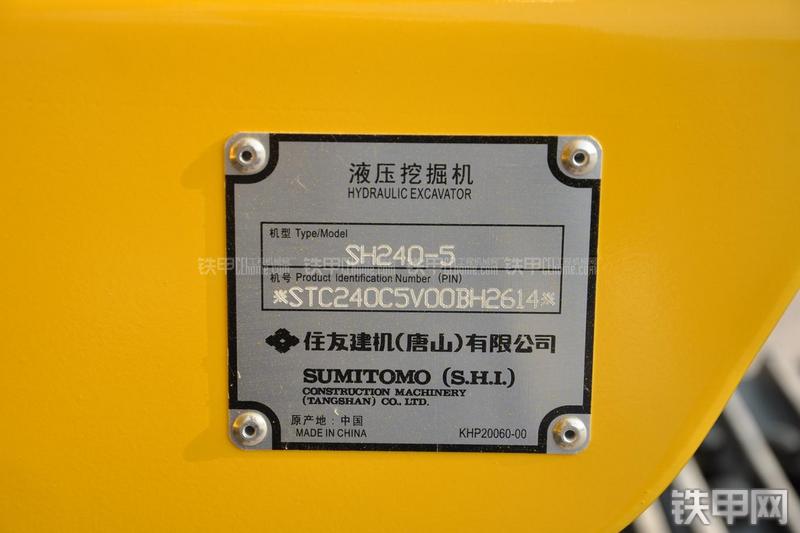 液压挖掘机
HYDRAULIC EXCAVATOR
机型 Type/Model
SH240-5
机号 Product Identification Number (PIN)
*STC240C5V00BH2614*
住友建机(唐山)有限公司
SUMITOMO (S.H.I.)
CONSTRUCTION MACHINERY
(TANGSHAN) CO., LTD.
原产地: 中国
MADE IN CHINA
KHP20060-00
铁甲网